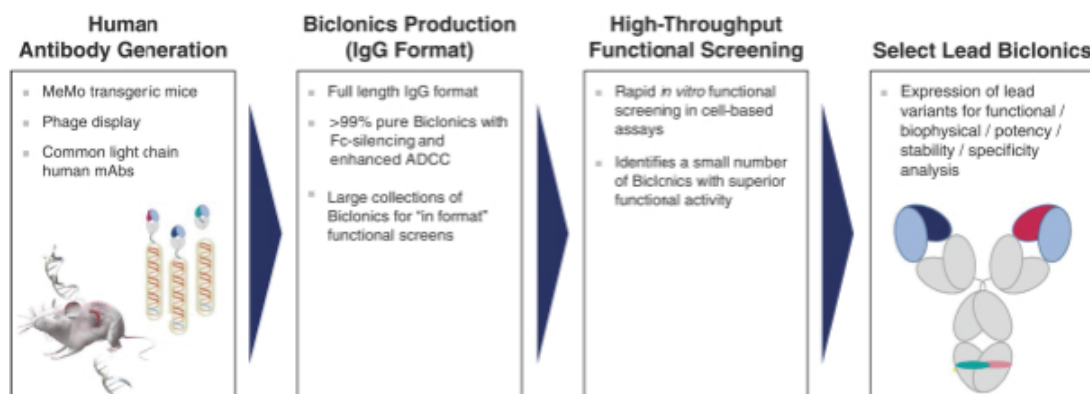 Human
Antibody Generation
MeMo transgeric mice
Phage display
Common light chain
human mAbs
Biclonics Production
(IgG Format)
Full length IgG format
>99% pure Biclonics with
Fc-silencing and
enhanced ADCC
Large collections of
Biclonics for "in format"
functional screens
High-Throughput
Functional Screening
Rapid in vitro functional
screening in cell-based
assays
Identifies a small number
of Biclonics with superior
functional activity
Select Lead Biclonics
Expression of lead
variants for functional /
biophysical / potency /
stability / specificity
analysis